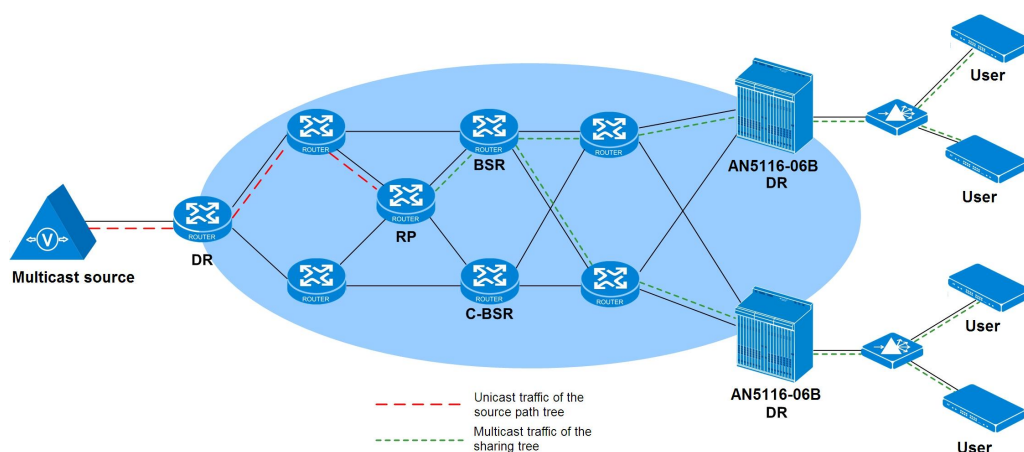 User
User
AN5116-06B
DR
ROUTER
ROUTER
BSR
ROUTER
ROUTER
RP
ROUTER
DR
V
Multicast source
ROUTER
ROUTER
C-BSR
ROUTER
User
User
AN5116-06B
DR
Unicast traffic of the
source path tree
Multicast traffic of the
sharing tree